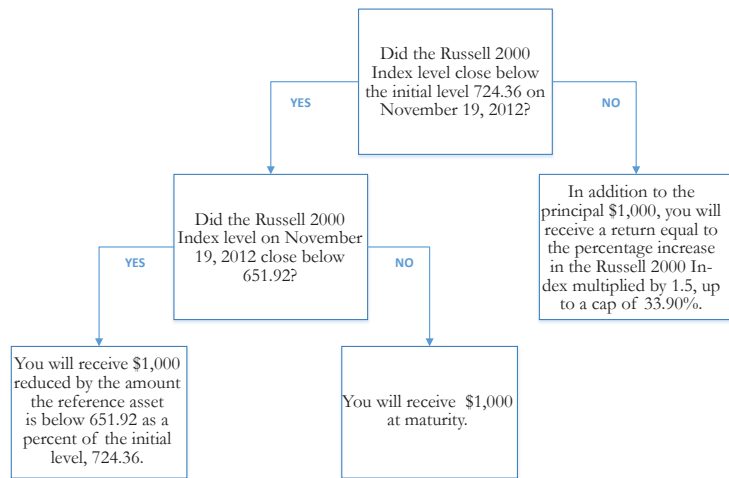 Did the Russell 2000
Index level close below
the initial level 724.36 on
November 19, 2012?
YES
NO
Did the Russell 2000
Index level on November
19, 2012 close below
651.92?
In addition to the
principal $1,000, you will
receive a return equal to
the percentage increase
in the Russell 2000 In-
dex multiplied by 1.5, up
to a cap of 33.90%.
YES
NO
You will receive $1,000
reduced by the amount
the reference asset
is below 651.92 as a
percent of the initial
level, 724.36.
You will receive $1,000
at maturity.